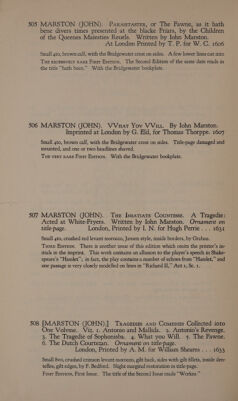 505 MARSTON (JOHN). PARASITASTER, or The Fawne, as it hath
bene divers times presented at the blacke Friars, by the Children
of the Queenes Maiesties Reuels. Written by John Marston.
At London Printed by T. P. for W. C. 1606
Small 4to, brown calf, with the Bridgewater crest on sides. A few lower lines cut into
THE EXCESSIVELY RARE FIRST EDITION. The Second Edition of the same date reads in
the title "hath been." With the Bridgewater bookplate.
506 MARSTON (JOHN). VVHAT YOV VVILL. By John Marston.
Imprinted at London by G. Eld, for Thomas Thorppe. 1607
Small 4to, brown calf, with the Bridgewater crest on sides. Title-page damaged and
mounted, and one or two headlines shaved.
THE VERY RARE FIRST EDITION. With the Bridgewater bookplate.
507 MARSTON (JOHN). THE INSATIATE COUNTESSE. A Tragedie:
Acted at White-Fryers. Written by John Marston. Ornament on
title-page. London, Printed by I. N. for Hugh Perrie . . . 1631
Small 4to, crushed red levant morocco, Jansen style, inside borders, by Gruhse.
THIRD EDITION. There is another issue of this edition which omits the printer's in-
itials in the imprint. This work contains an allusion to the player's speech in Shake-
speare's "Hamlet"; in fact, the play contains a number of echoes from "Hamlet," and
one passage is very closely modelled on lines in "Richard II," Act 2, Sc. 1.
508 [MARSTON (JOHN).] TRAGEDIES AND COMEDIES Collected into
One Volume. Viz. 1. Antonio and Mallida. 2. Antonio's Revenge.
3. The Tragedie of Sophonisba. 4. What you Will. 5. The Fawne.
6. The Dutch Courtezan. Ornament on title-page.
London, Printed by A. M. for William Sheares . . . 1633
Small 8vo, crushed crimson levant morocco, gilt back, sides with gilt fillets, inside den-
telles, gilt edges, by F. Bedford. Slight marginal restoration in title-page.
FIRST EDITION, First Issue. The title of the Second Issue reads "Workes."